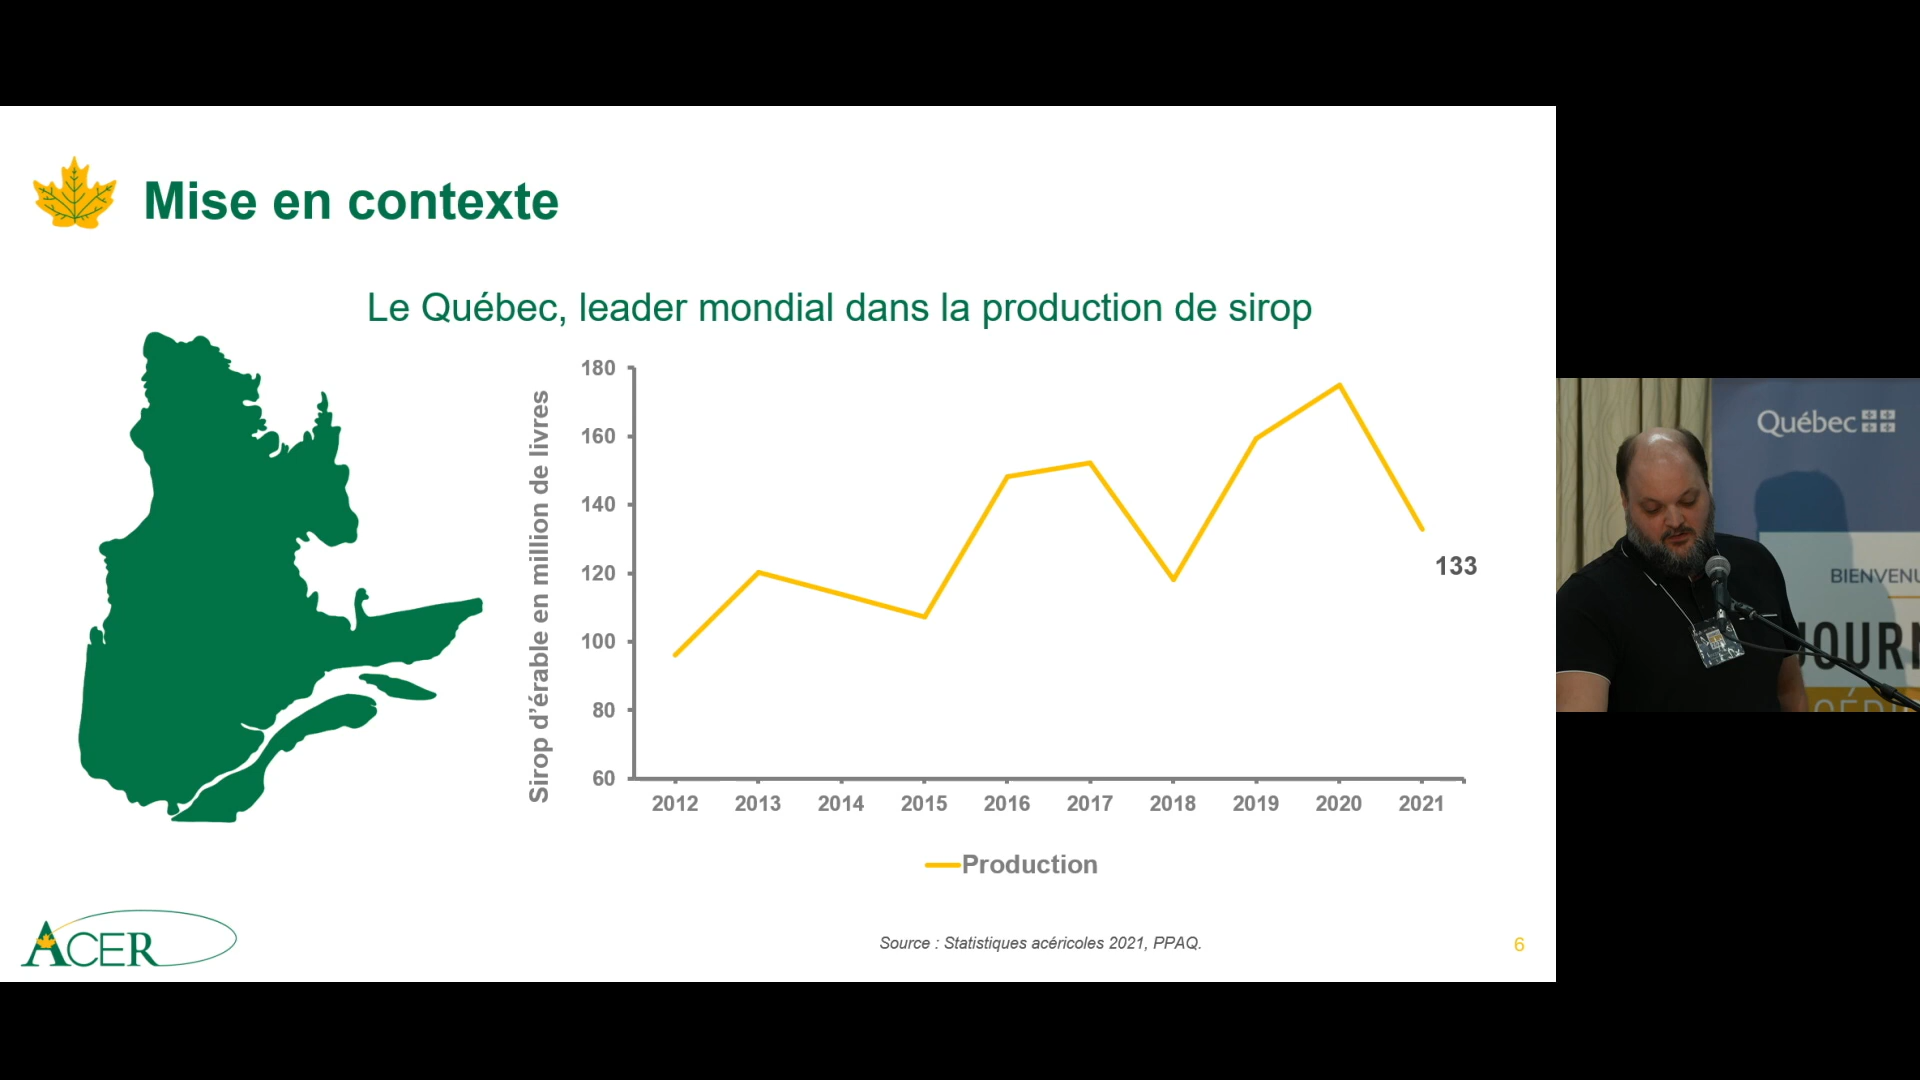 Mise en contexte
Le Québec, leader mondial dans la production de sirop
Sirop d'érable en million de livres
180
160
140
120
100
80
60
133
2012 2013 2014 2015 2016 2017 2018 2019 2020 2021
Production
ACER
Source : Statistiques acéricoles 2021, PPAQ.
6
Québec
BIENVENU
JOURN